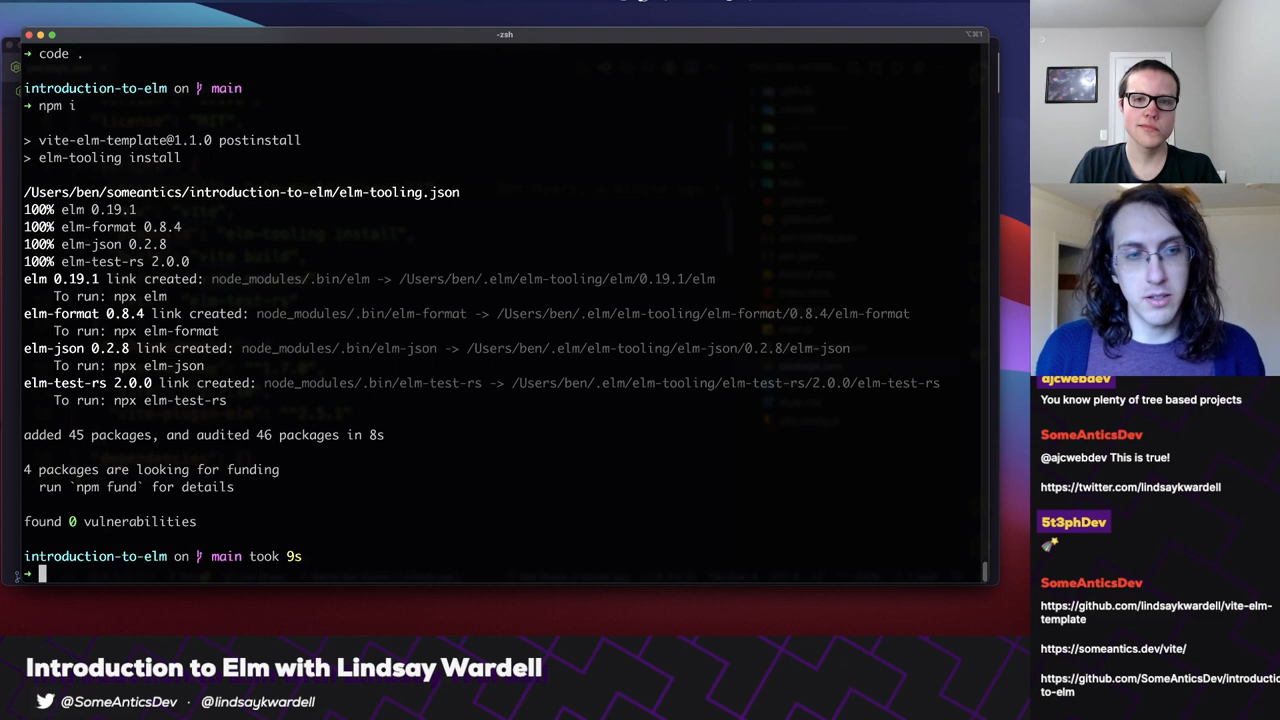 -zsh
⌥⌘1
➜ code .
introduction-to-elm on main
➜ npm i
> vite-elm-template@1.1.0 postinstall
> elm-tooling install
/Users/ben/someantics/introduction-to-elm/elm-tooling.json
100% elm 0.19.1
100% elm-format 0.8.4
100% elm-json 0.2.8
100% elm-test-rs 2.0.0
elm 0.19.1 link created: node_modules/.bin/elm -> /Users/ben/.elm/elm-tooling/elm/0.19.1/elm
To run: npx elm
elm-format 0.8.4 link created: node_modules/.bin/elm-format -> /Users/ben/.elm/elm-tooling/elm-format/0.8.4/elm-format
To run: npx elm-format
elm-json 0.2.8 link created: node_modules/.bin/elm-json -> /Users/ben/.elm/elm-tooling/elm-json/0.2.8/elm-json
To run: npx elm-json
elm-test-rs 2.0.0 link created: node_modules/.bin/elm-test-rs -> /Users/ben/.elm/elm-tooling/elm-test-rs/2.0.0/elm-test-rs
To run: npx elm-test-rs
added 45 packages, and audited 46 packages in 8s
4 packages are looking for funding
run `npm fund` for details
found 0 vulnerabilities
introduction-to-elm on main took 9s
➜
ajcwebdev
You know plenty of tree based projects
SomeAnticsDev
@ajcwebdev This is true!
https://twitter.com/lindsaykwardell
5t3phDev
SomeAnticsDev
https://github.com/lindsaykwardell/vite-elm-
template
https://someantics.dev/vite/
https://github.com/SomeAnticsDev/introductio
to-elm
Introduction to Elm with Lindsay Wardell
@SomeAnticsDev · @lindsaykwardell